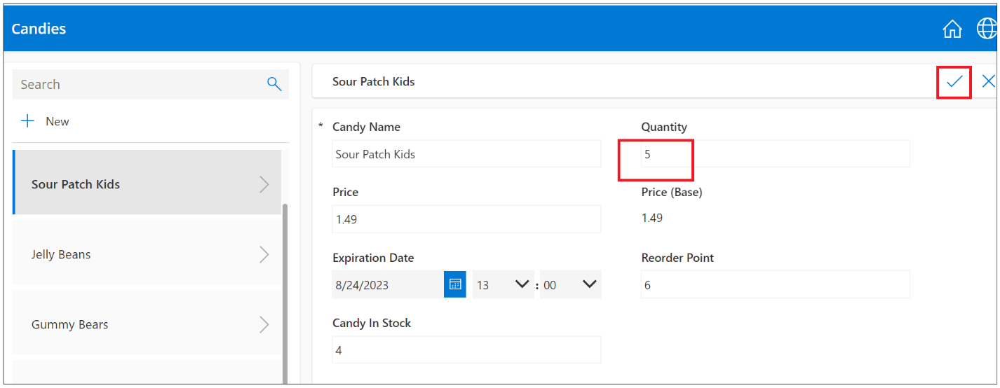 Candies
Search
New
Sour Patch Kids
Jelly Beans
Gummy Bears
Sour Patch Kids
* Candy Name
Sour Patch Kids
Quantity
5
Price
1.49
Price (Base)
1.49
Expiration Date
8/24/2023 13 : 00
Reorder Point
6
Candy In Stock
4